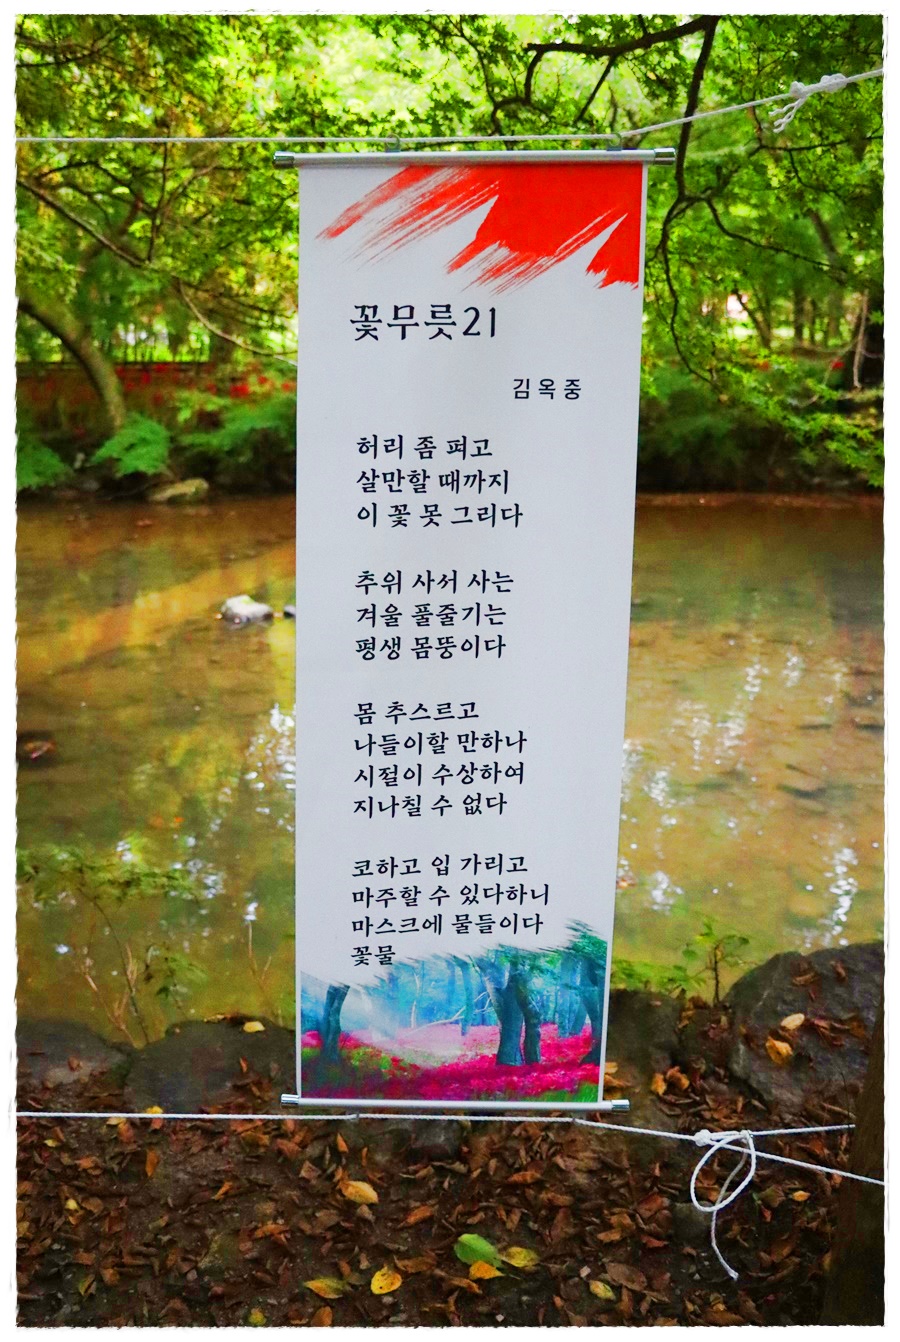 꽃무릇21
김옥중
허리 좀 펴고
살만할 때까지
이 꽃 못 그리다
추위 사서 사는
겨울 풀줄기는
평생 몸뚱이다
몸 추스르고
나들이할 만하나
시절이 수상하여
지나칠 수 없다
코하고 입 가리고
마주할 수 있다하니
마스크에 물들이다
꽃물